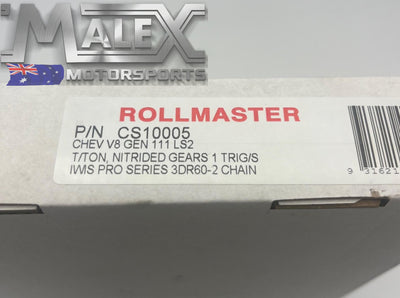 MALEX
MOTORSPORTS
ROLLMASTER
P/N CS10005
CHEV V8 GEN 111 LS2
T/TON, NITRIDED GEARS 1 TRIG/S
IWIS PRO SERIES 3DR60-2 CHAIN
9 31621